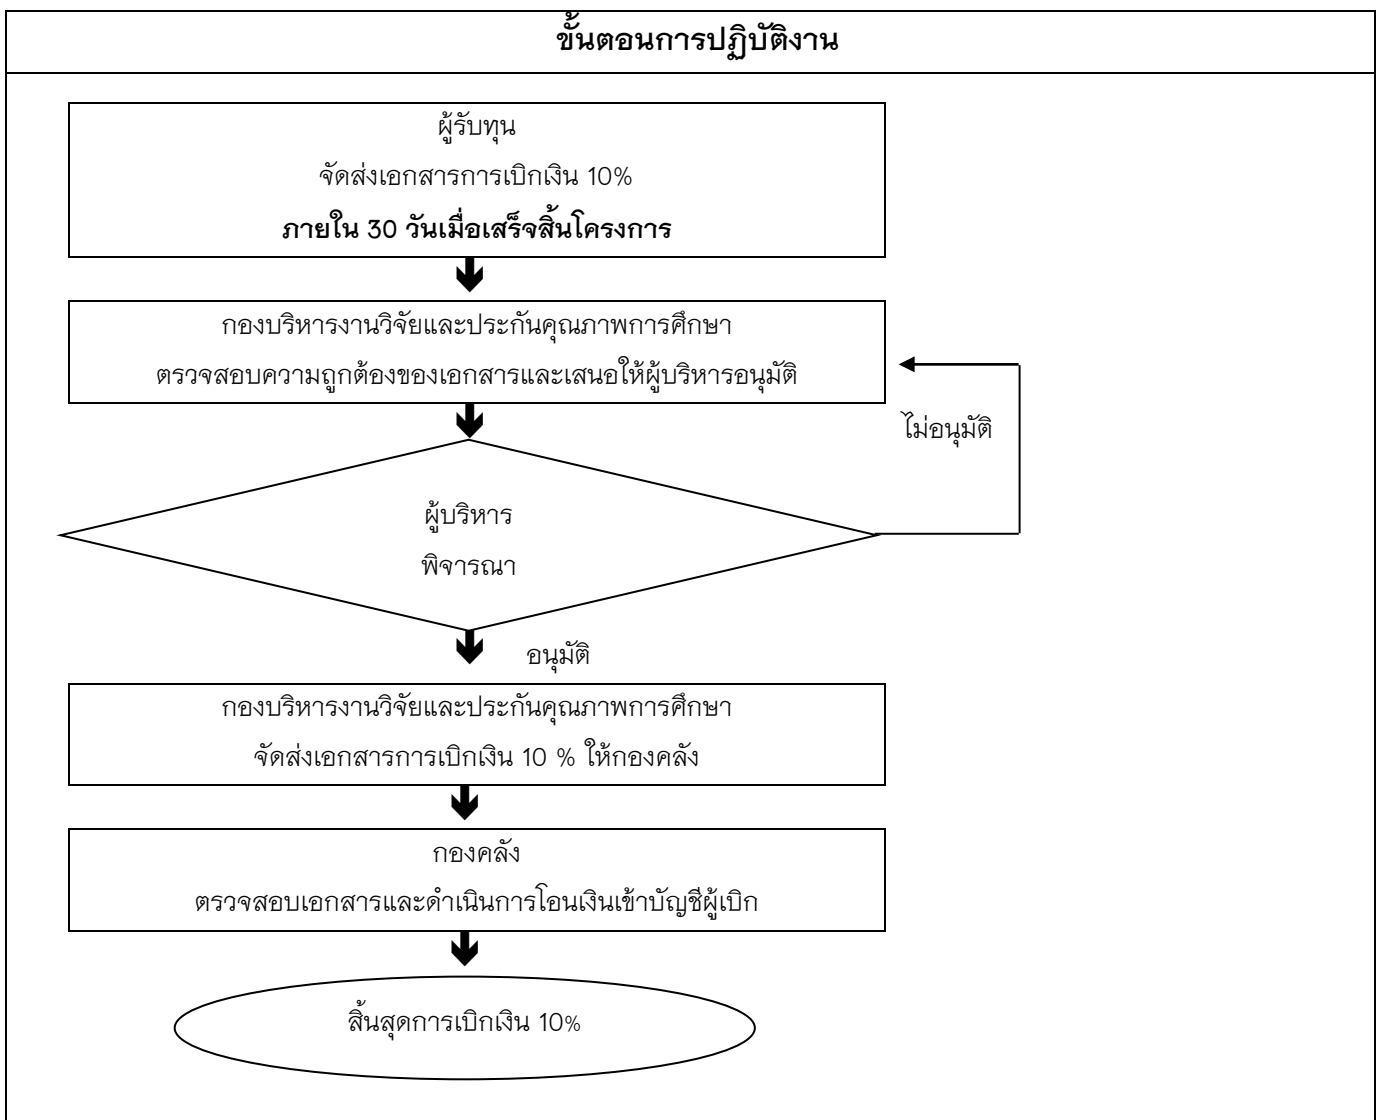 ขั้นตอนการปฏิบัติงาน
ผู้รับทุน
จัดส่งเอกสารการเบิกเงิน 10%
ภายใน 30 วันเมื่อเสร็จสิ้นโครงการ
กองบริหารงานวิจัยและประกันคุณภาพการศึกษา
ตรวจสอบความถูกต้องของเอกสารและเสนอให้ผู้บริหารอนุมัติ
ไม่อนุมัติ
ผู้บริหาร
พิจารณา
อนุมัติ
กองบริหารงานวิจัยและประกันคุณภาพการศึกษา
จัดส่งเอกสารการเบิกเงิน 10 % ให้กองคลัง
กองคลัง
ตรวจสอบเอกสารและดำเนินการโอนเงินเข้าบัญชีผู้เบิก
สิ้นสุดการเบิกเงิน 10%